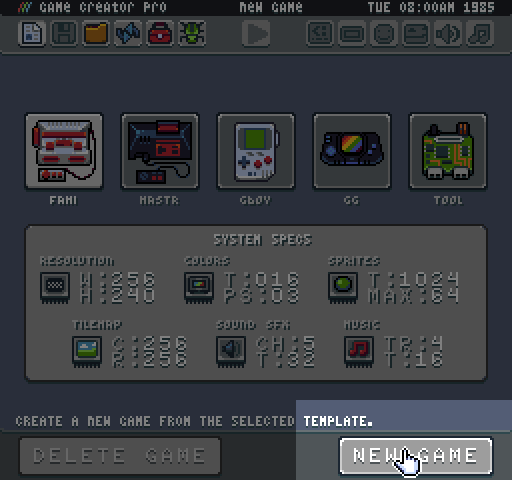 GAME CREATOR PRO NEW GAME TUE 08:00AM 1985
FAMI MASTR GBOY GG TOOL
SYSTEM SPECS
RESOLUTION COLORS SPRITES
W:256 T:016 T:1024
H:240 PS:03 MAX:64
TILEMAP SOUND SFX MUSIC
C:256 CH:5 TR:4
R:256 T:32 T:16
CREATE A NEW GAME FROM THE SELECTED TEMPLATE.
DELETE GAME NEW GAME